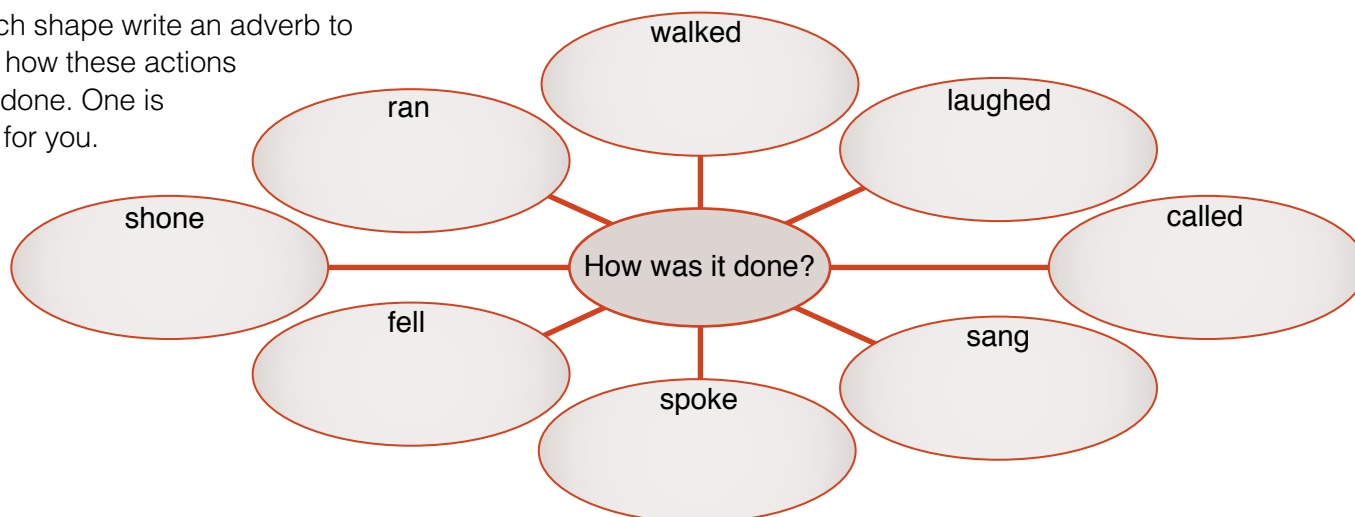 ch shape write an adverb to
how these actions
done. One is
for you.
walked
ran
laughed
shone
called
How was it done?
fell
sang
spoke